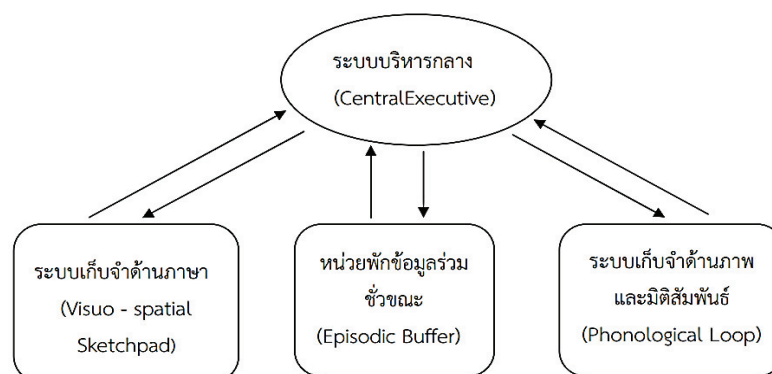 ระบบบริหารกลาง
(CentralExecutive)
ระบบเก็บจำด้านภาษา
(Visuo - spatial
Sketchpad)
หน่วยพักข้อมูลร่วม
ชั่วขณะ
(Episodic Buffer)
ระบบเก็บจำด้านภาพ
และมิติสัมพันธ์
(Phonological Loop)